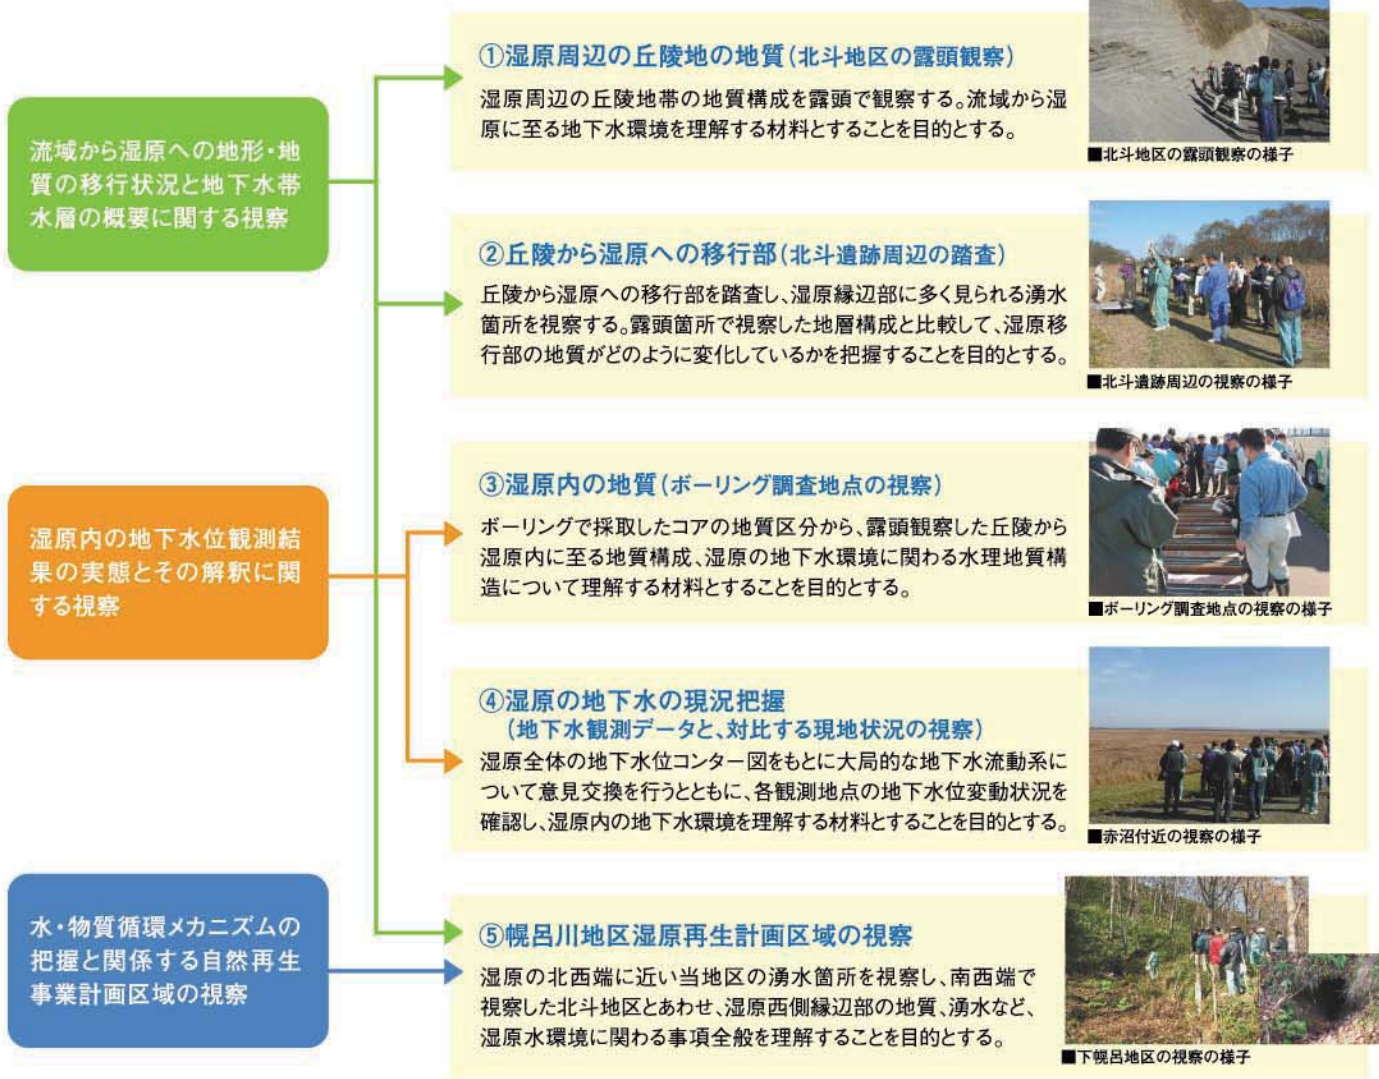 流域から湿原への地形・地
質の移行状況と地下水帯
水層の概要に関する視察
①湿原周辺の丘陵地の地質(北斗地区の露頭観察)
湿原周辺の丘陵地帯の地質構成を露頭で観察する。流域から湿
原に至る地下水環境を理解する材料とすることを目的とする。
■北斗地区の露頭観察の様子
②丘陵から湿原への移行部(北斗遺跡周辺の踏査)
丘陵から湿原への移行部を踏査し、湿原縁辺部に多く見られる湧水
箇所を視察する。露頭箇所で視察した地層構成と比較して、湿原移
行部の地質がどのように変化しているかを把握することを目的とする。
■北斗遺跡周辺の視察の様子
湿原内の地下水位観測結
果の実態とその解釈に関
する視察
③湿原内の地質(ボーリング調査地点の視察)
ボーリングで採取したコアの地質区分から、露頭観察した丘陵から
湿原内に至る地質構成、湿原の地下水環境に関わる水理地質構
造について理解する材料とすることを目的とする。
■ボーリング調査地点の視察の様子
④湿原の地下水の現況把握
(地下水観測データと、対比する現地状況の視察)
湿原全体の地下水位コンター図をもとに大局的な地下水流動系に
ついて意見交換を行うとともに、各観測地点の地下水位変動状況を
確認し、湿原内の地下水環境を理解する材料とすることを目的とする。
■赤沼付近の視察の様子
水・物質循環メカニズムの
把握と関係する自然再生
事業計画区域の視察
⑤幌呂川地区湿原再生計画区域の視察
湿原の北西端に近い当地区の湧水箇所を視察し、南西端で
視察した北斗地区とあわせ、湿原西側縁辺部の地質、湧水など、
湿原水環境に関わる事項全般を理解することを目的とする。
■下幌呂地区の視察の様子